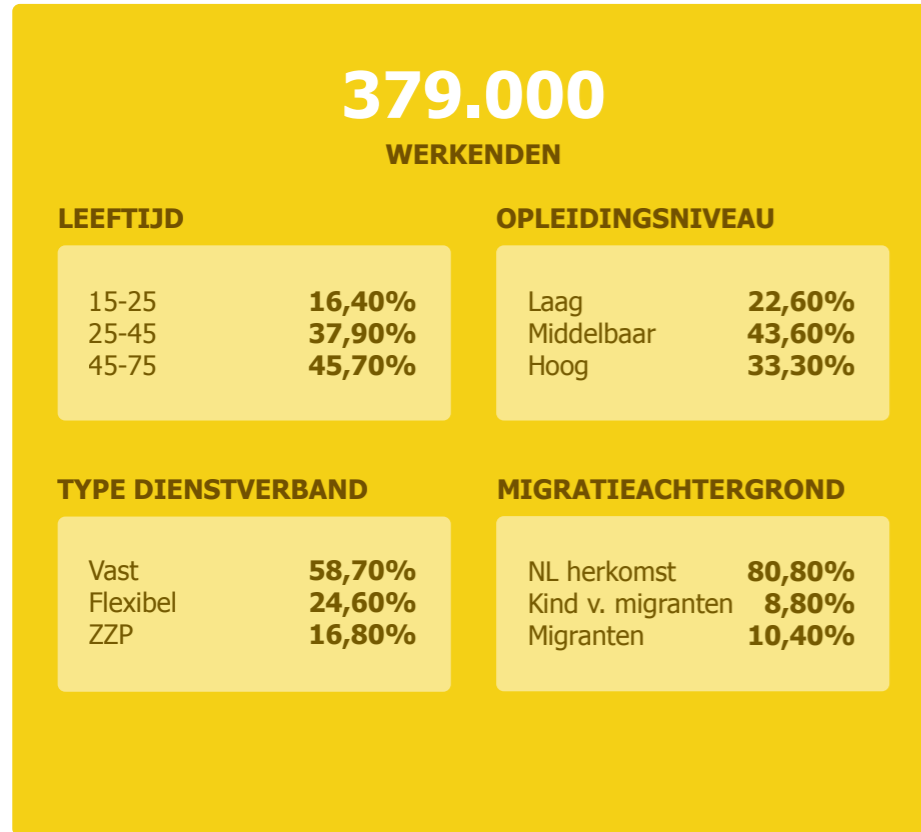 379.000
WERKENDEN
LEEFTIJD
15-25 16,40%
25-45 37,90%
45-75 45,70%
OPLEIDINGSNIVEAU
Laag 22,60%
Middelbaar 43,60%
Hoog 33,30%
TYPE DIENSTVERBAND
Vast 58,70%
Flexibel 24,60%
ZZP 16,80%
MIGRATIEACHTERGROND
NL herkomst 80,80%
Kind v. migranten 8,80%
Migranten 10,40%